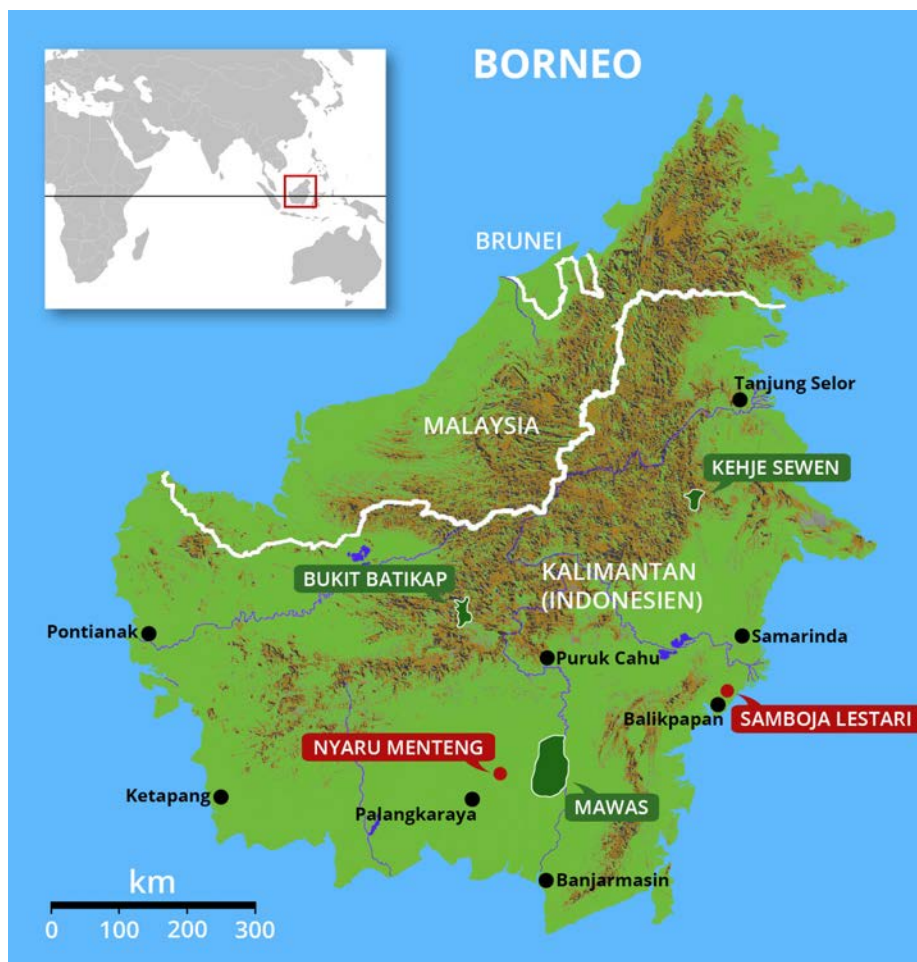 BORNEO
BRUNEI
Tanjung Selor
MALAYSIA
KEHJE SEWEN
BUKIT BATIKAP
KALIMANTAN
(INDONESIEN)
Pontianak
Samarinda
Puruk Cahu
Balikpapan
SAMBOJA LESTARI
NYARU MENTENG
Ketapang
Palangkaraya
MAWAS
Banjarmasin
km
0 100 200 300